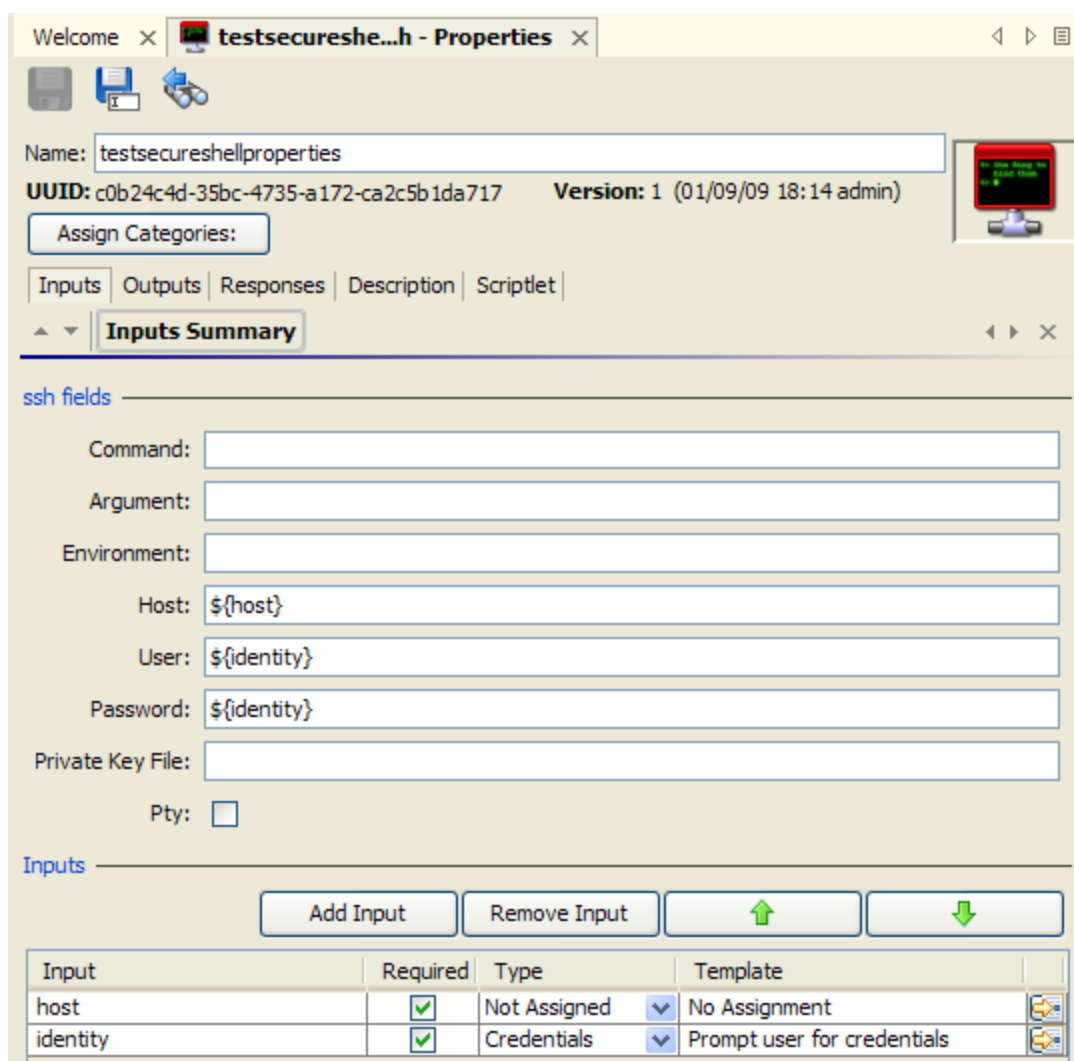 Welcome testsecureshe...h - Properties
Name: testsecureshellproperties
UUID: c0b24c4d-35bc-4735-a172-ca2c5b1da717 Version: 1 (01/09/09 18:14 admin)
Assign Categories:
Inputs Outputs Responses Description Scriptlet
Inputs Summary
ssh fields
Command:
Argument:
Environment:
Host: ${host}
User: ${identity}
Password: ${identity}
Private Key File:
Pty:
Inputs
Add Input Remove Input
Input Required Type Template
host Not Assigned No Assignment
identity Credentials Prompt user for credentials